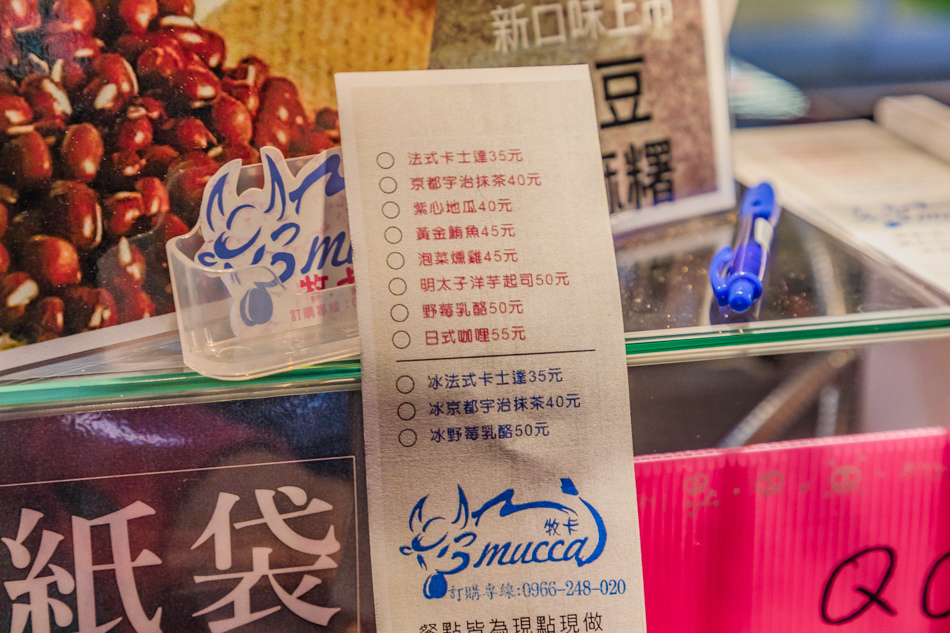 新口味上市
豆
麻糬
法式卡士達35元
京都宇治抹茶40元
紫心地瓜40元
黃金鮪魚45元
泡菜燻雞45元
明太子洋芋起司50元
野莓乳酪50元
日式咖哩55元
冰法式卡士達35元
冰京都宇治抹茶40元
冰野莓乳酪50元
牧卡
mucca
訂購專線:0966-248-020
餐點皆為現點現做
紙袋
mu
牧
訂購專線
Q